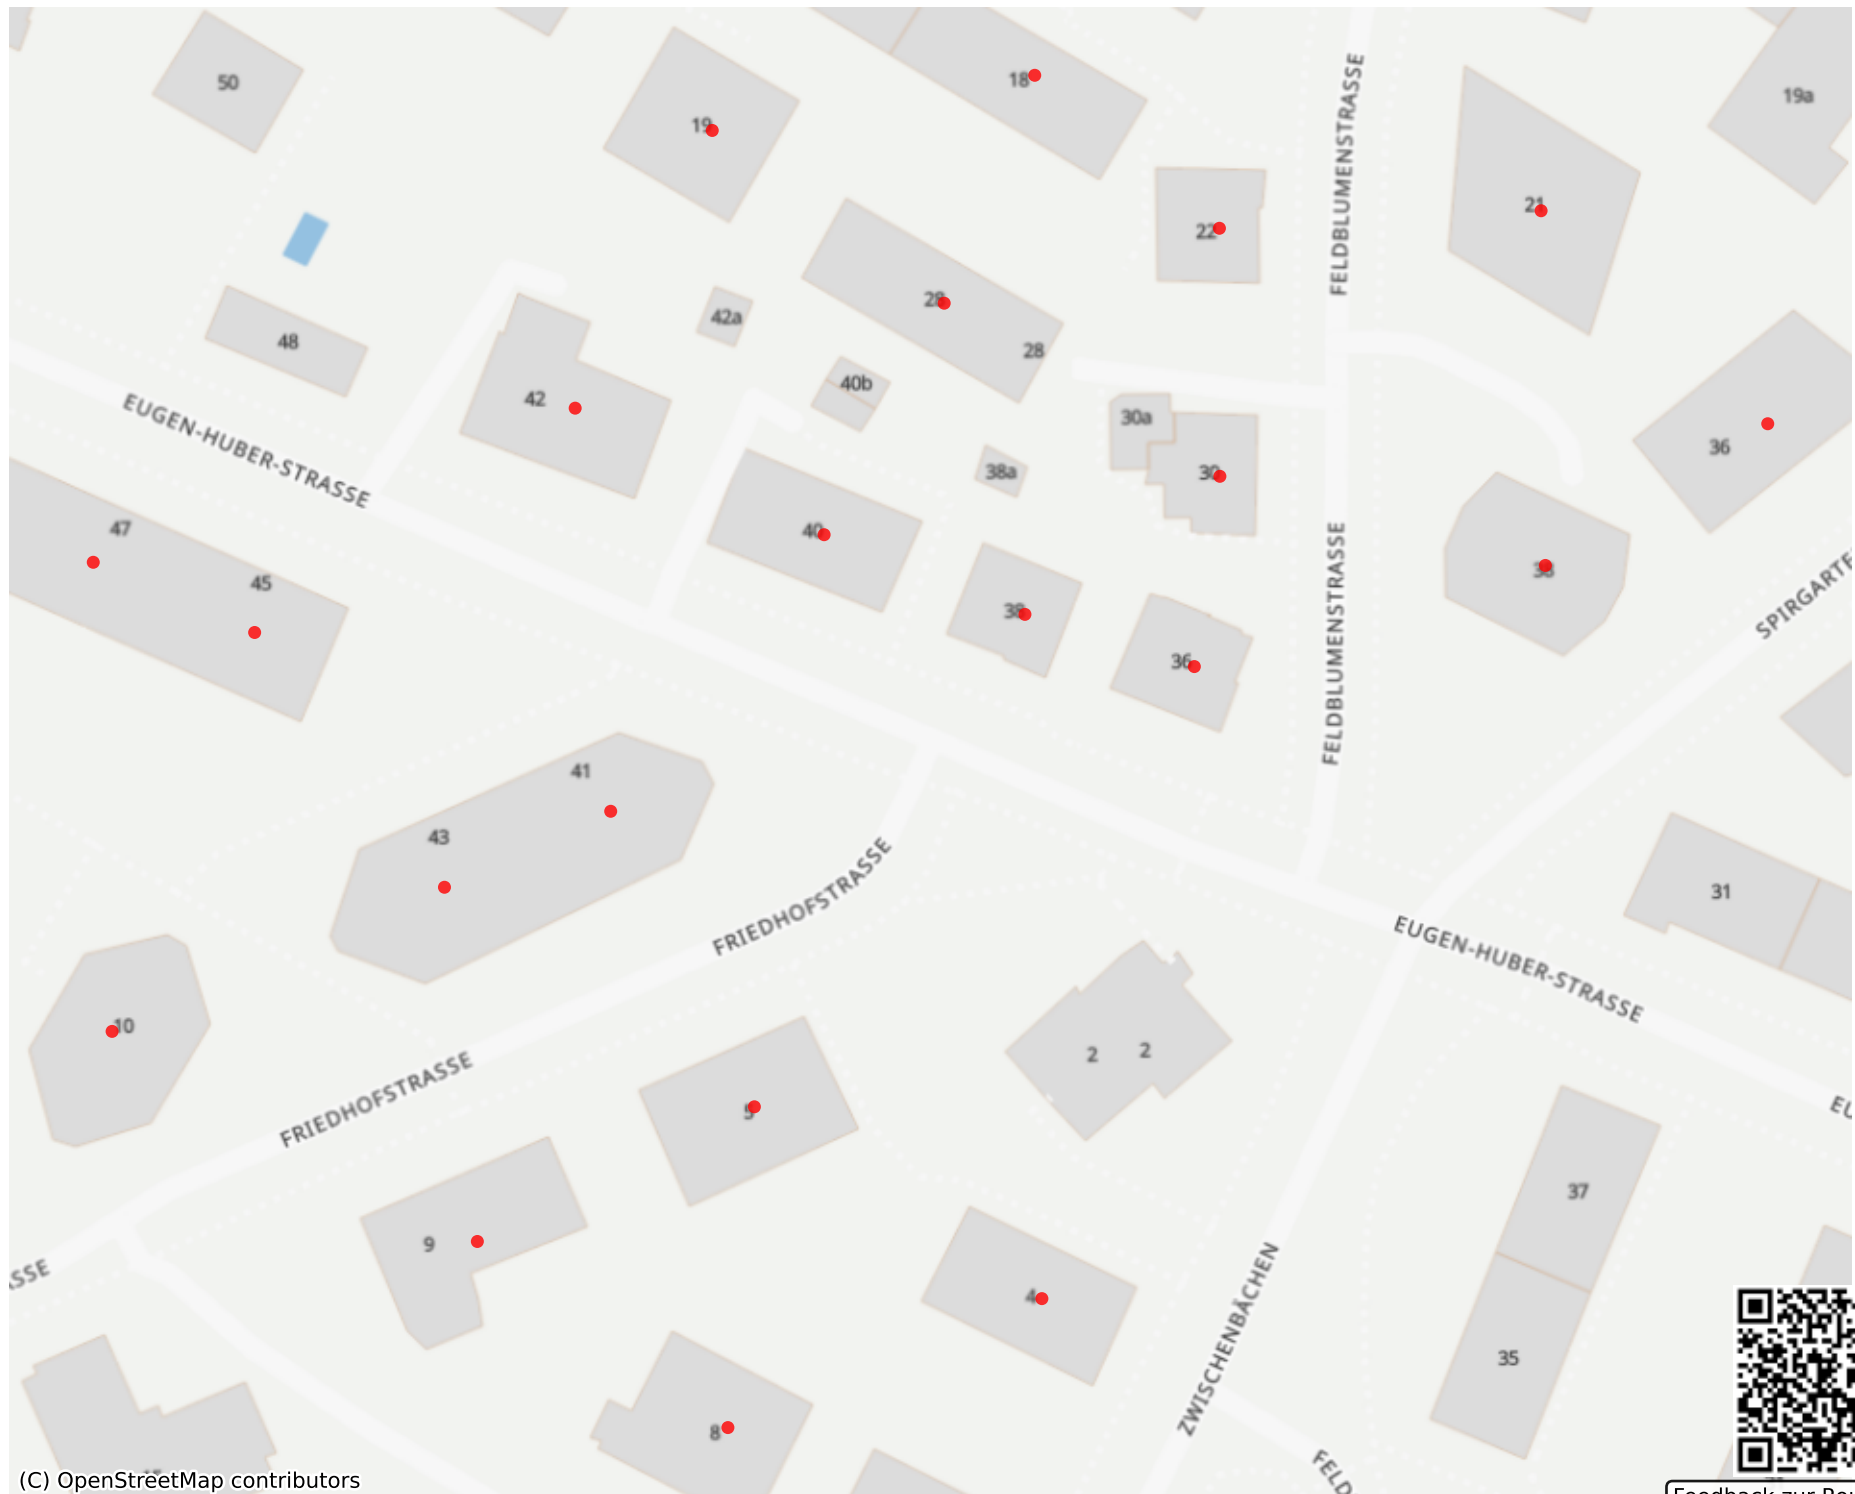 50
19
18
FELDBLUMENSTRASSE
19a
21
22
28
42a
48
28
40b
42
30a
36
EUGEN-HUBER-STRASSE
38a
30
47
40
45
38
38
SPIRGARTE
36
FELDBLUMENSTRASSE
41
43
31
FRIEDHOFSTRASSE
EUGEN-HUBER-STRASSE
10
2 2
FRIEDHOFSTRASSE
5
EU
37
9
ASSE
4
ZWISCHENBÄCHEN
35
8
FELD
(C) OpenStreetMap contributors